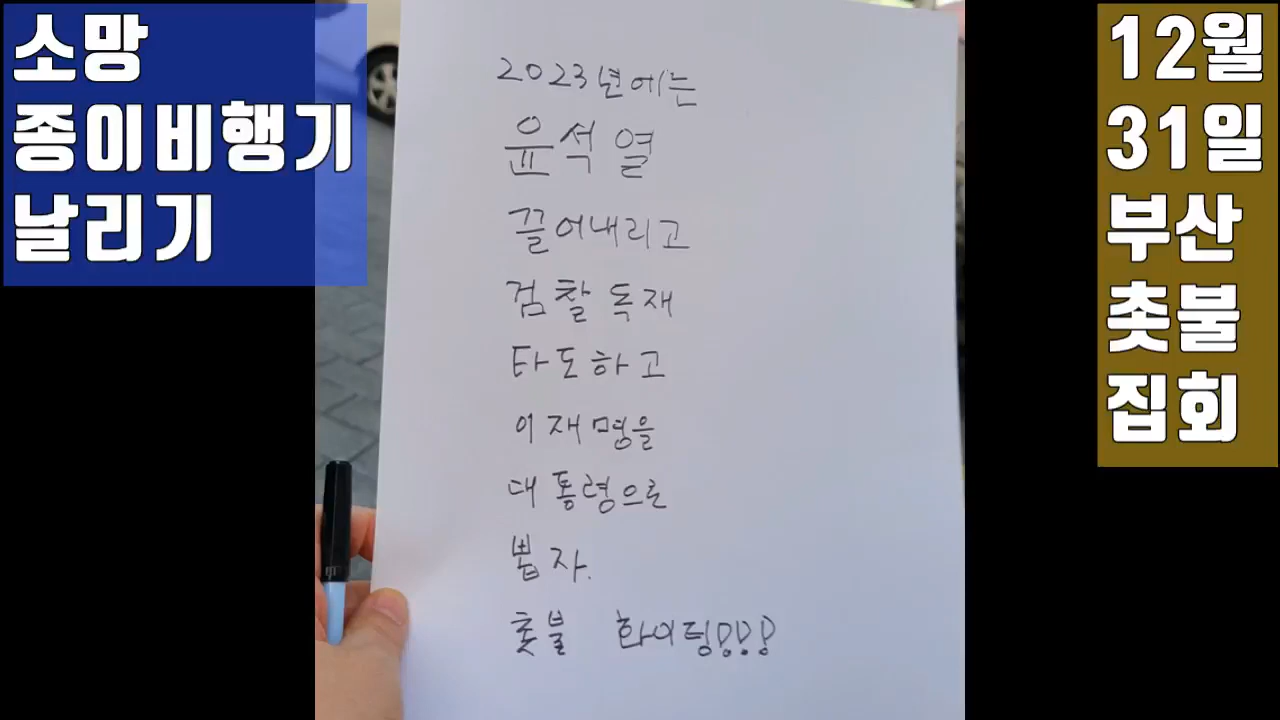 소망
종이비행기
날리기
2023년에는
윤석열
끌어내리고
검찰독재
타도하고
이재명을
대통령으로
뽑자.
촛불 화이팅!!!
12월
31일
부산
촛불
집회